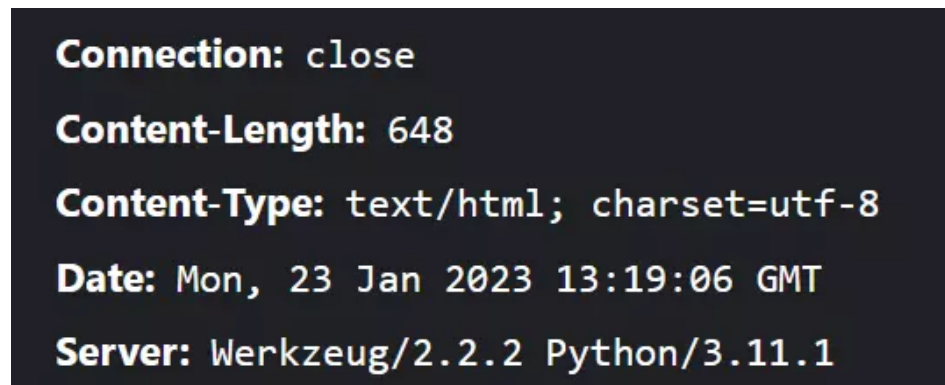 Connection: close
Content-Length: 648
Content-Type: text/html; charset=utf-8
Date: Mon, 23 Jan 2023 13:19:06 GMT
Server: Werkzeug/2.2.2 Python/3.11.1